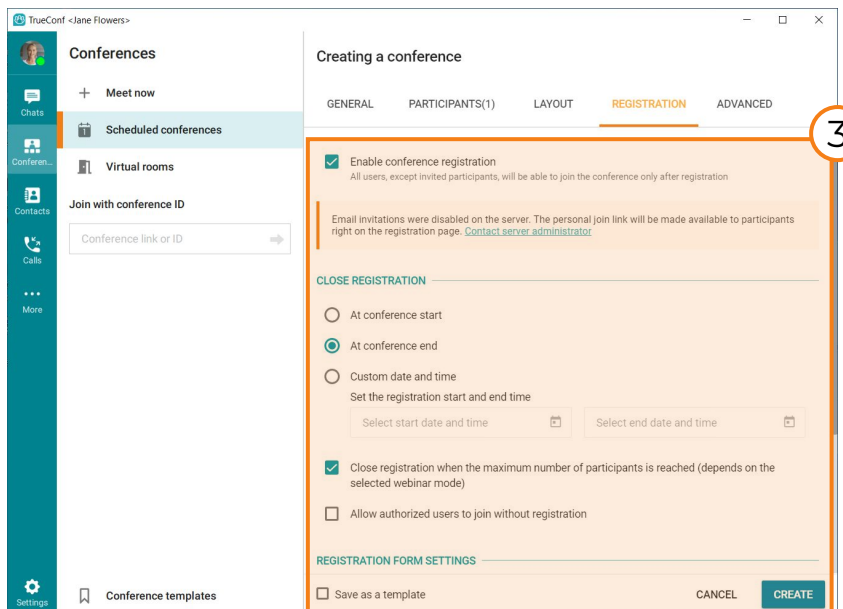 TrueConf <Jane Flowers>
Chats
Conferen...
Contacts
Calls
More
Settings
Conferences
Meet now
Scheduled conferences
Virtual rooms
Join with conference ID
Conference link or ID
Conference templates
Creating a conference
GENERAL PARTICIPANTS(1) LAYOUT REGISTRATION ADVANCED
3
Enable conference registration
All users, except invited participants, will be able to join the conference only after registration
Email invitations were disabled on the server. The personal join link will be made available to participants
right on the registration page. Contact server administrator
CLOSE REGISTRATION
At conference start
At conference end
Custom date and time
Set the registration start and end time
Select start date and time Select end date and time
Close registration when the maximum number of participants is reached (depends on the
selected webinar mode)
Allow authorized users to join without registration
REGISTRATION FORM SETTINGS
Save as a template CANCEL CREATE